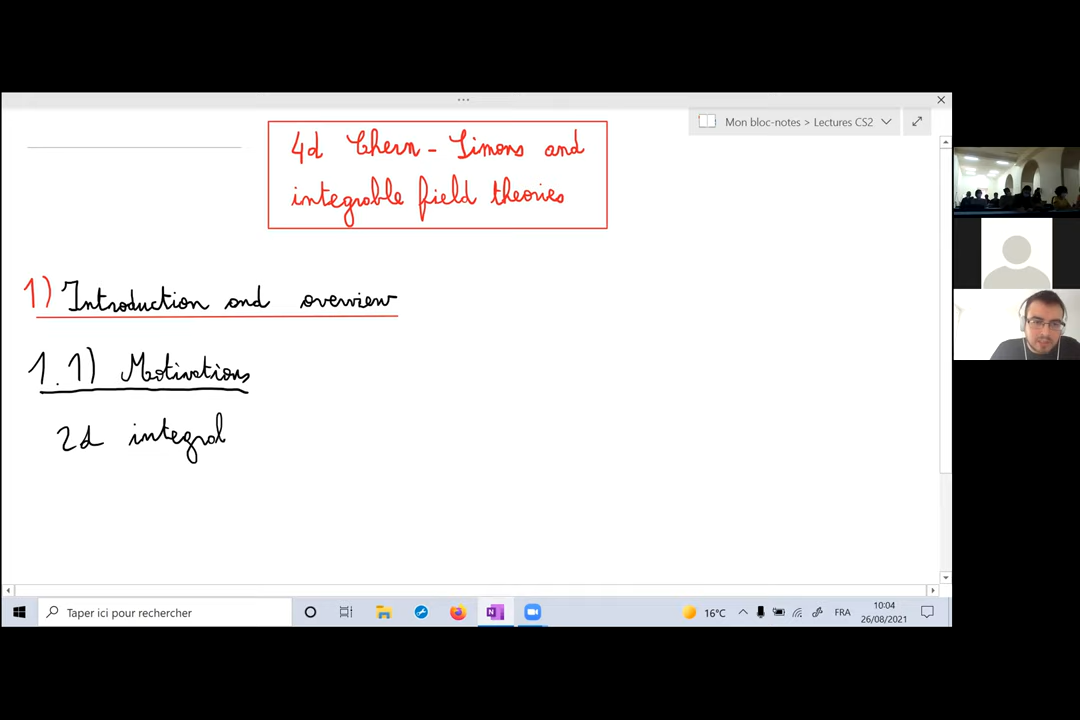 Mon bloc-notes > Lectures CS2
4d Chern-Simons and
integrable field theories
1) Introduction and overview
1.1) Motivations
2d integral
Taper ici pour rechercher
16°C
FRA
10:04
26/08/2021